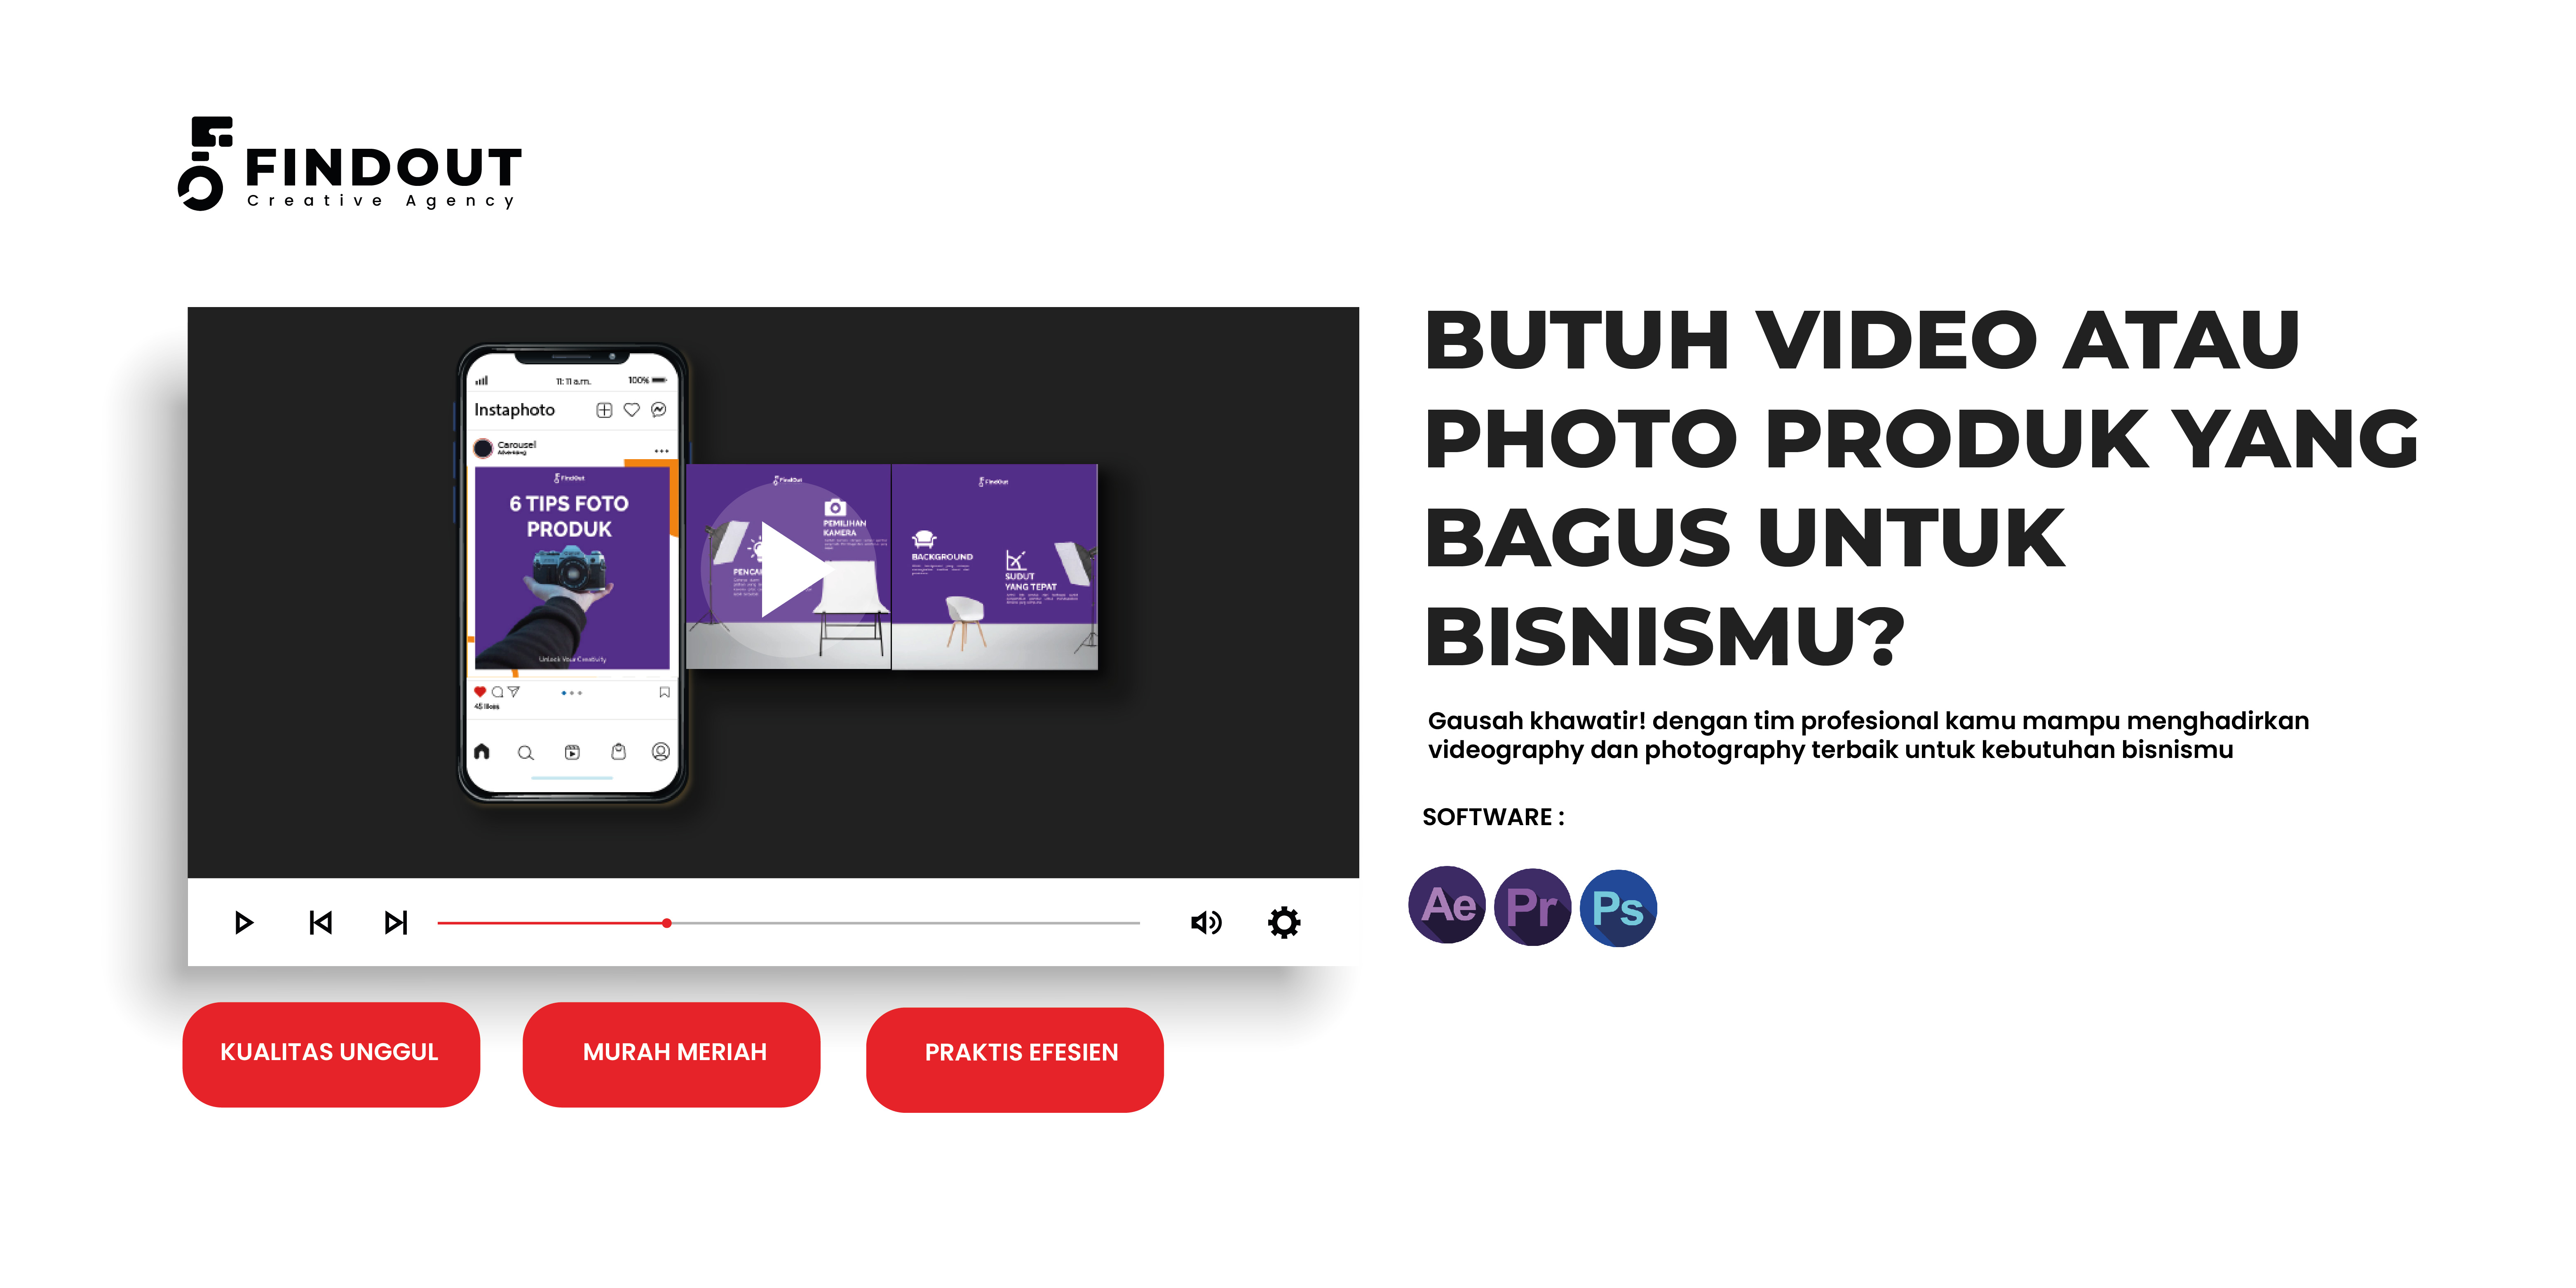 FINDOUT
Creative Agency
BUTUH VIDEO ATAU
PHOTO PRODUK YANG
BAGUS UNTUK
BISNISMU?
Gausah khawatir! dengan tim profesional kamu mampu menghadirkan
videography dan photography terbaik untuk kebutuhan bisnismu
SOFTWARE :
Ae Pr Ps
11:11 a.m.
100%
Instaphoto
Carousel
Advertising
FindOut
6 TIPS FOTO
PRODUK
Unlock Your Creativity
45 likes
FindOut
PEMILIHAN
KAMERA
FindOut
BACKGROUND
SUDUT
YANG TEPAT
KUALITAS UNGGUL
MURAH MERIAH
PRAKTIS EFESIEN